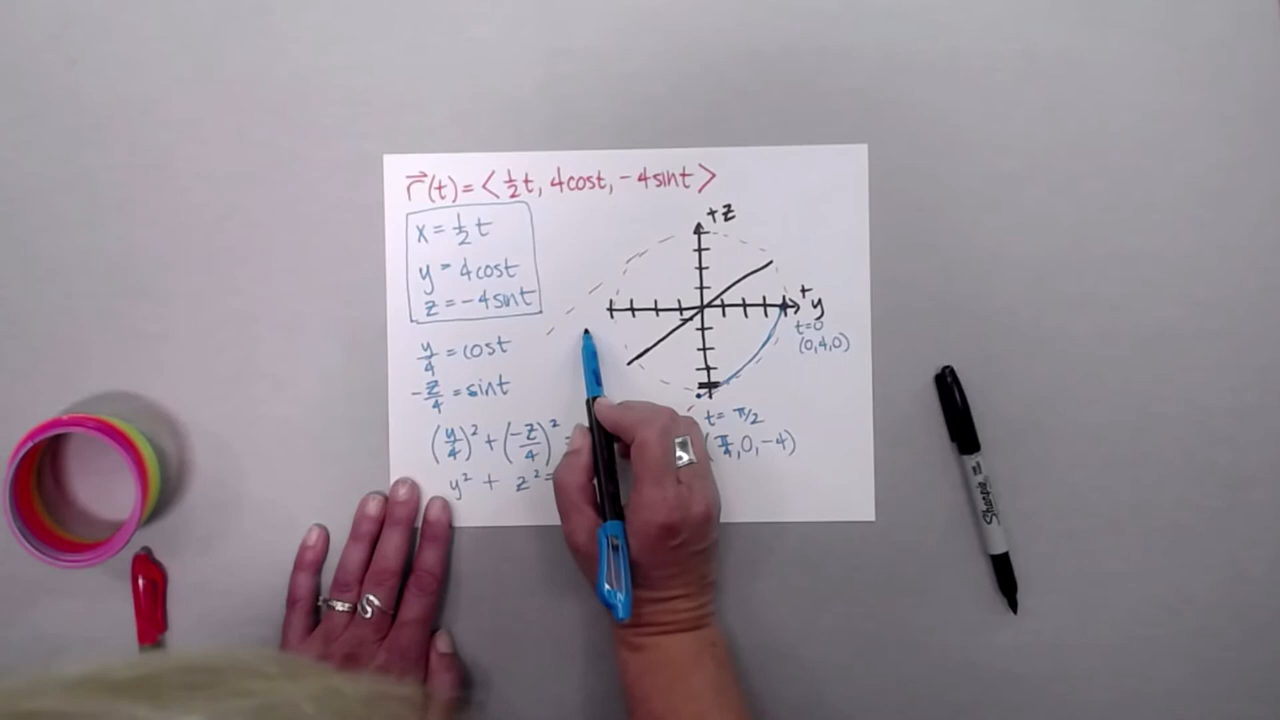 r⃗(t) = ⟨½t, 4cost, -4sint⟩
x = ½t
y = 4cost
z = -4sint
y/4 = cost
-z/4 = sint
(y/4)² + (-z/4)² =
y² + z² =
+z
+y
t=0
(0,4,0)
t = π/2
(π/4, 0, -4)
Sharpie